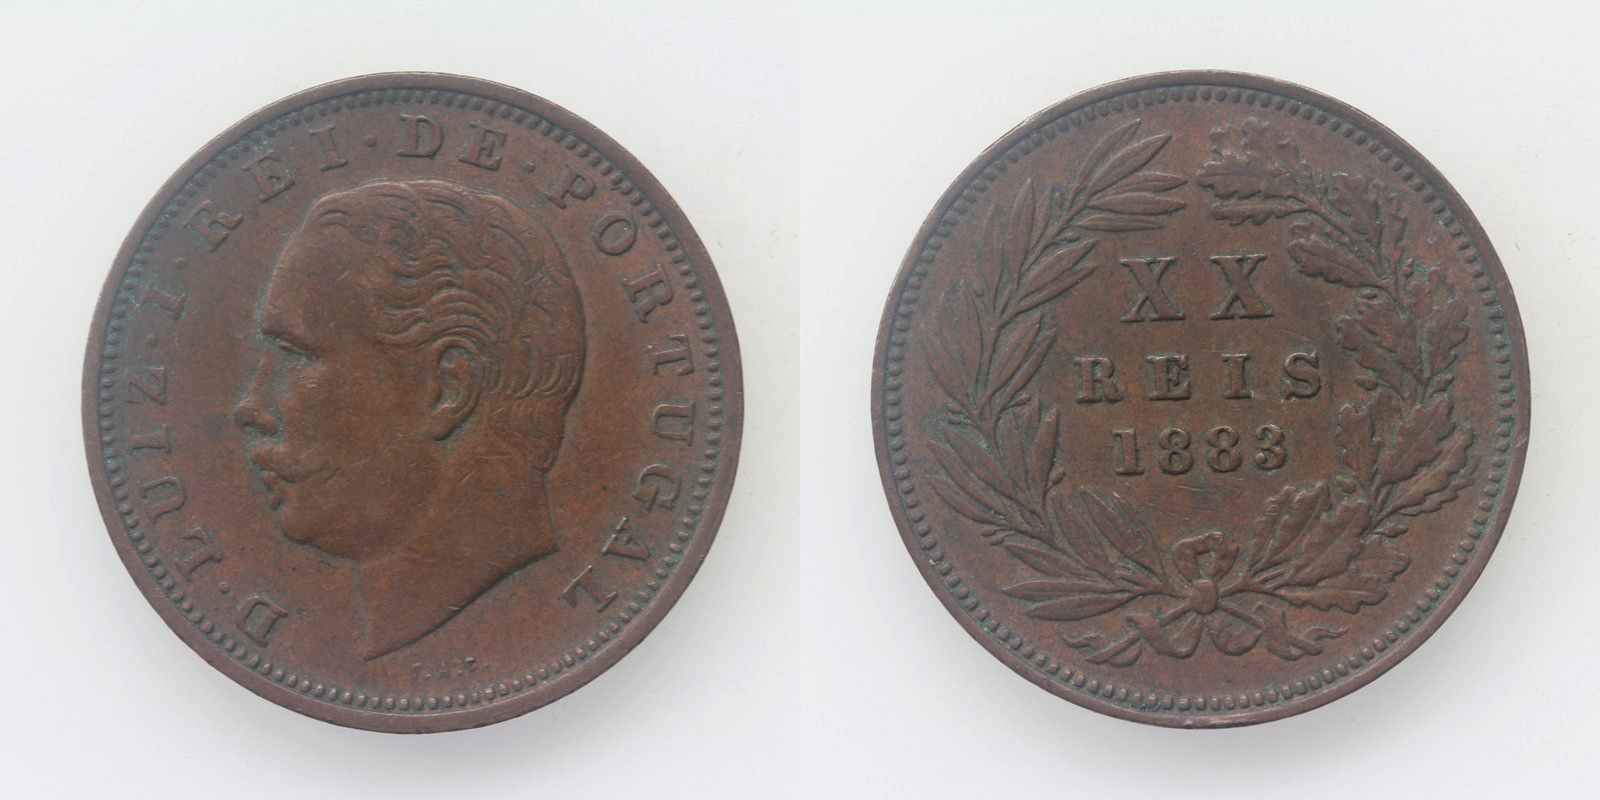 D·LUIZ·I·REI·DE·PORTUGAL
XX
REIS
1883